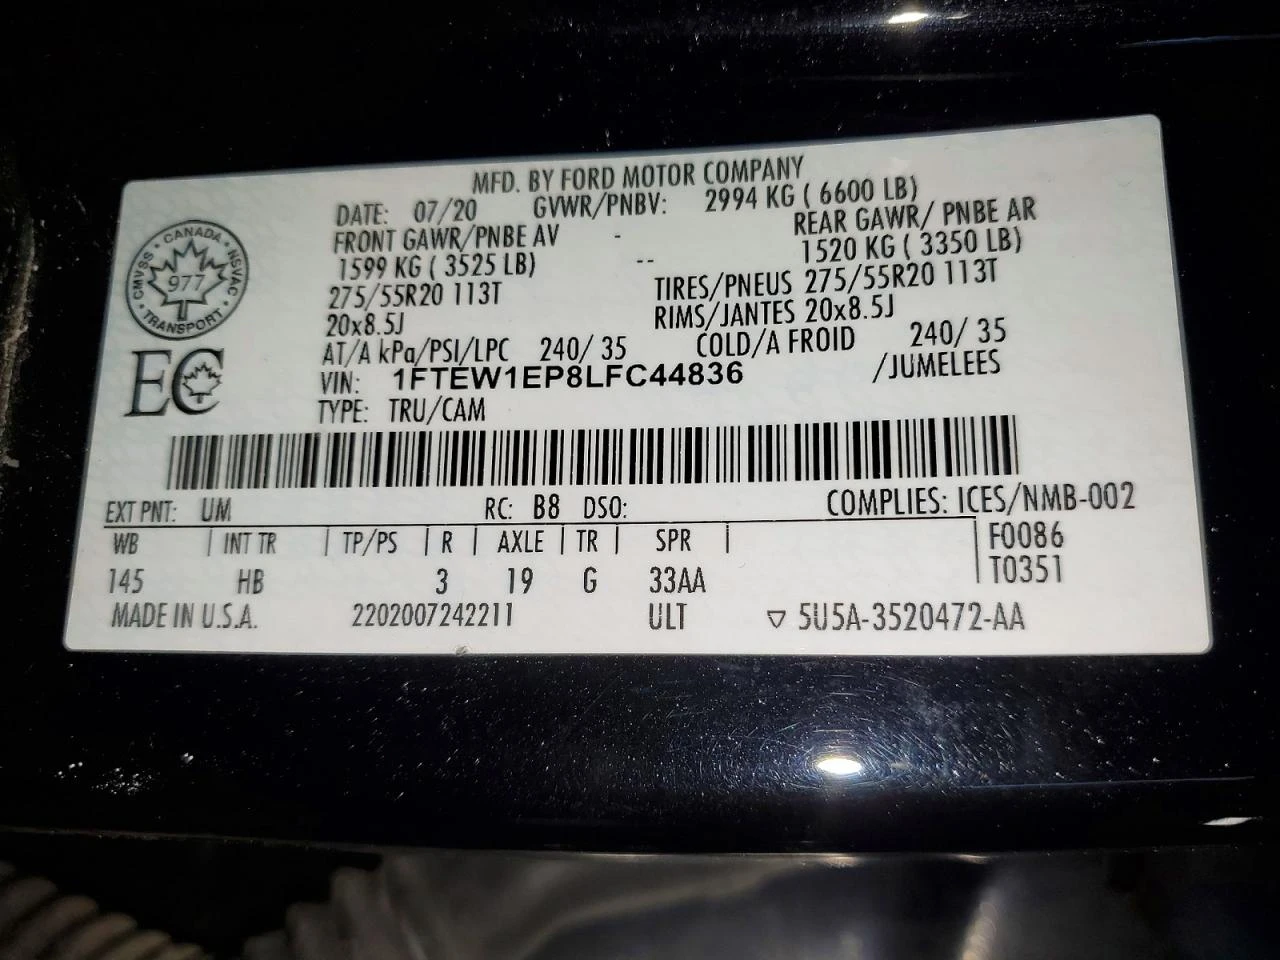 MFD. BY FORD MOTOR COMPANY
DATE: 07/20 GVWR/PNBV: 2994 KG ( 6600 LB)
FRONT GAWR/PNBE AV - REAR GAWR/ PNBE AR
1599 KG ( 3525 LB) -- 1520 KG ( 3350 LB)
275/55R20 113T TIRES/PNEUS 275/55R20 113T
20x8.5J RIMS/JANTES 20x8.5J
AT/A kPa/PSI/LPC 240/ 35 COLD/A FROID 240/ 35
VIN: 1FTEW1EP8LFC44836 /JUMELEES
TYPE: TRU/CAM
CANADA
CMVSS • NSVAC
977
TRANSPORT
EC
EXT PNT: UM RC: B8 DSO: COMPLIES: ICES/NMB-002
WB | INT TR | TP/PS | R | AXLE | TR | SPR | F0086
145 HB 3 19 G 33AA T0351
MADE IN U.S.A. 2202007242211 ULT ▽ 5U5A-3520472-AA